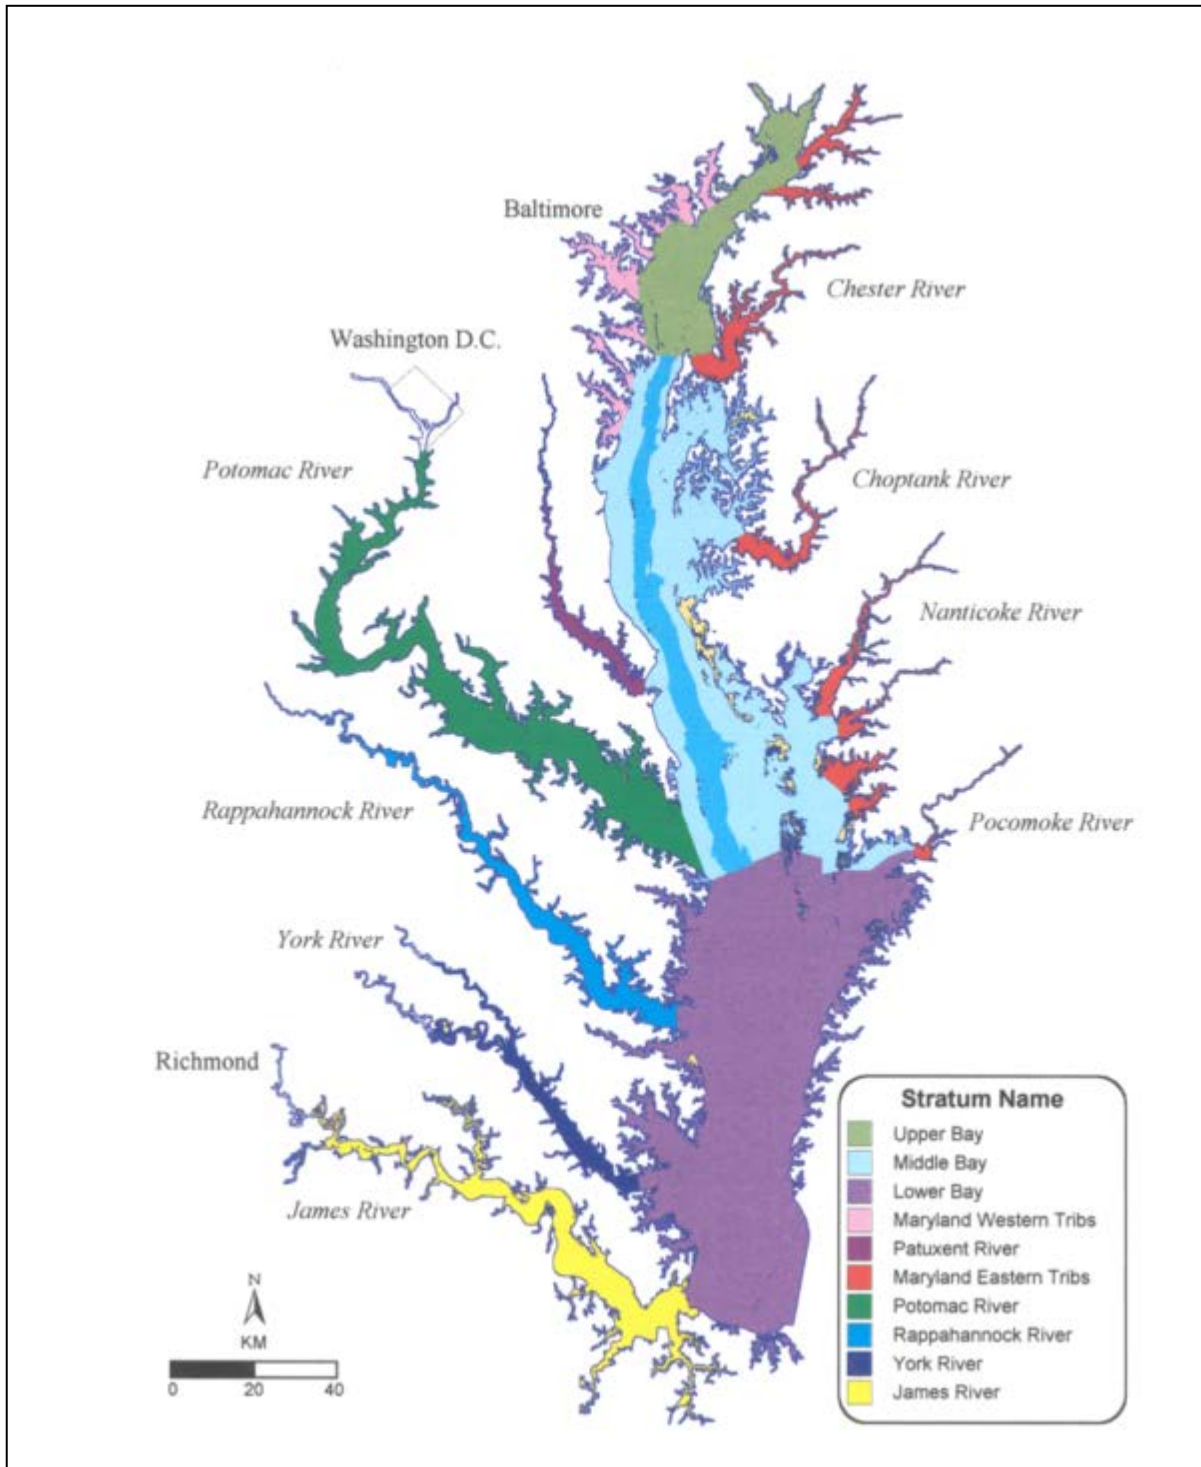 Baltimore
Chester River
Washington D.C.
Potomac River
Choptank River
Nanticoke River
Rappahannock River
Pocomoke River
York River
Richmond
James River
N
KM
0 20 40
Stratum Name
Upper Bay
Middle Bay
Lower Bay
Maryland Western Tribs
Patuxent River
Maryland Eastern Tribs
Potomac River
Rappahannock River
York River
James River